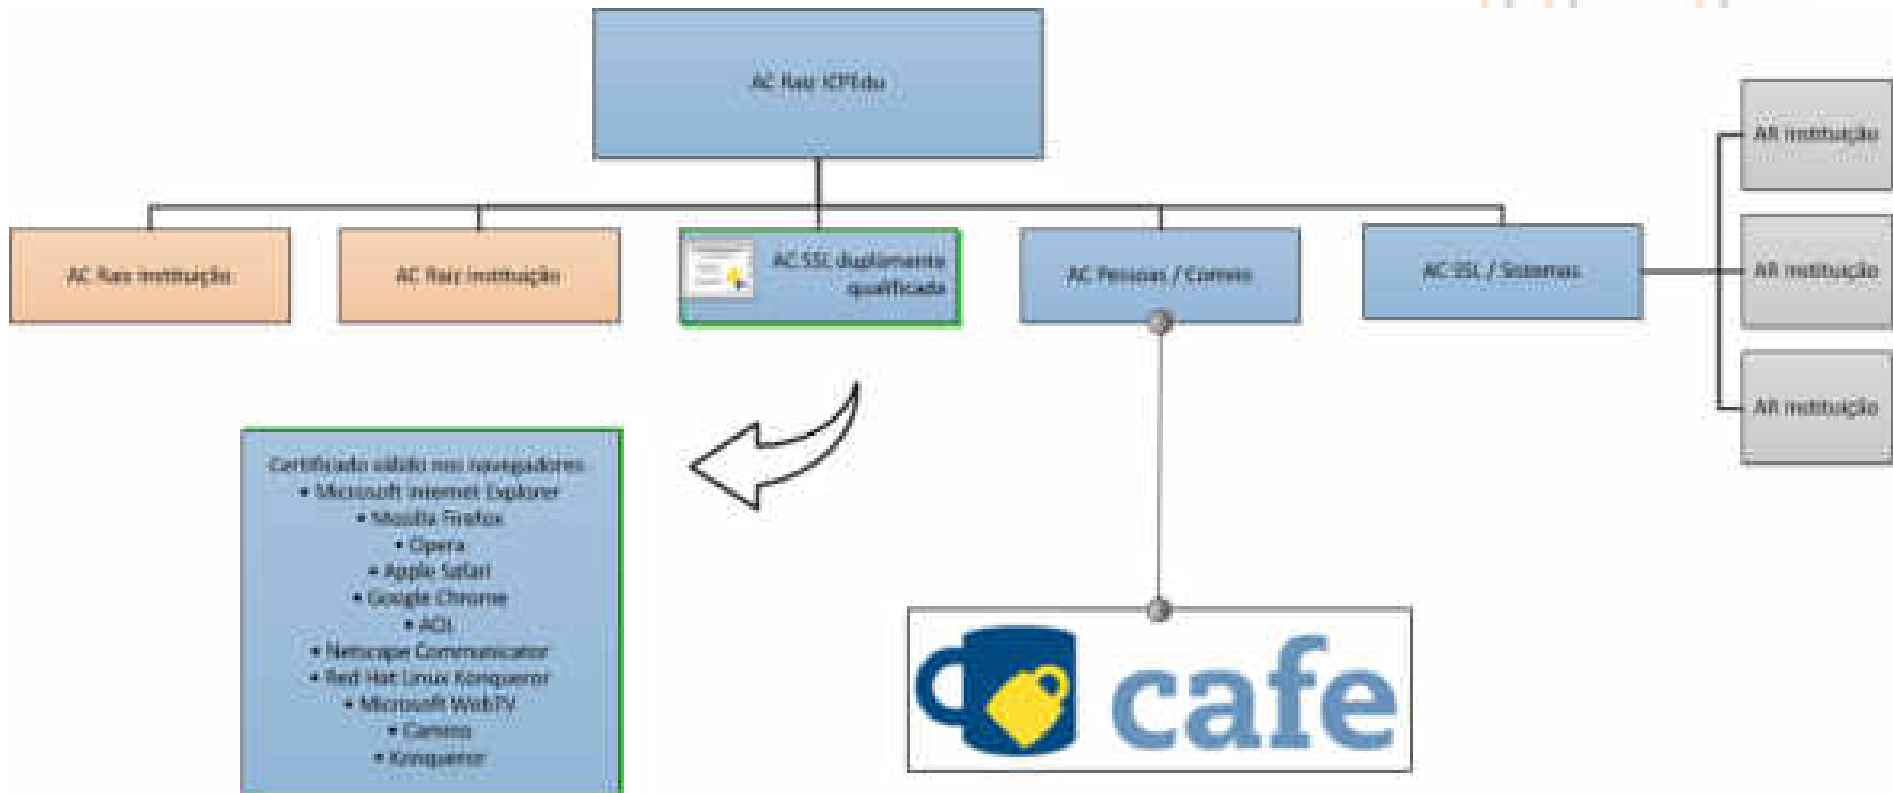 AC Raiz ICPEdu
AC Raiz Instituição
AC Raiz Instituição
AC SSL duplamente
qualificada
AC Pessoas / Correio
AC SSL / Sistemas
AR Instituição
AR Instituição
AR Instituição
Certificado válido nos navegadores
• Microsoft Internet Explorer
• Mozilla Firefox
• Opera
• Apple Safari
• Google Chrome
• AOL
• Netscape Communicator
• Red Hat Linux Konqueror
• Microsoft WebTV
• Camino
• Konqueror
cafe